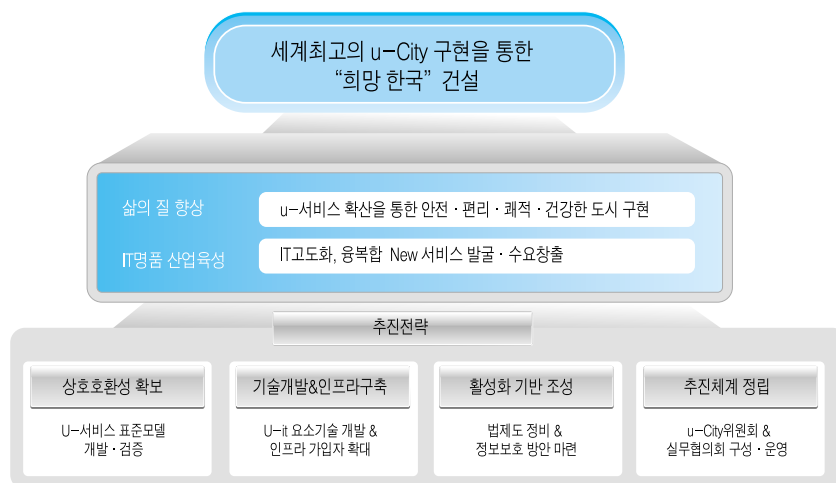 세계최고의 u-City 구현을 통한
“희망 한국” 건설
삶의 질 향상
u-서비스 확산을 통한 안전·편리·쾌적·건강한 도시 구현
IT명품 산업육성
IT고도화, 융복합 New 서비스 발굴·수요창출
추진전략
상호호환성 확보
U-서비스 표준모델
개발·검증
기술개발&인프라구축
U-it 요소기술 개발 &
인프라 가입자 확대
활성화 기반 조성
법제도 정비 &
정보보호 방안 마련
추진체계 정립
u-City위원회 &
실무협의회 구성·운영